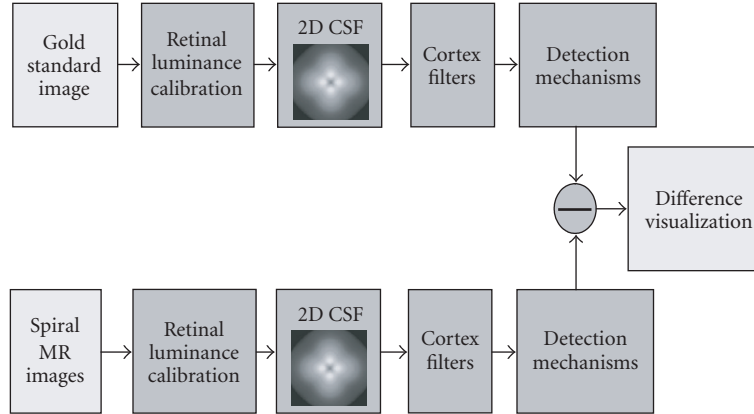 Gold
standard
image
Retinal
luminance
calibration
2D CSF
Cortex
filters
Detection
mechanisms
Difference
visualization
Spiral
MR
images
Retinal
luminance
calibration
2D CSF
Cortex
filters
Detection
mechanisms